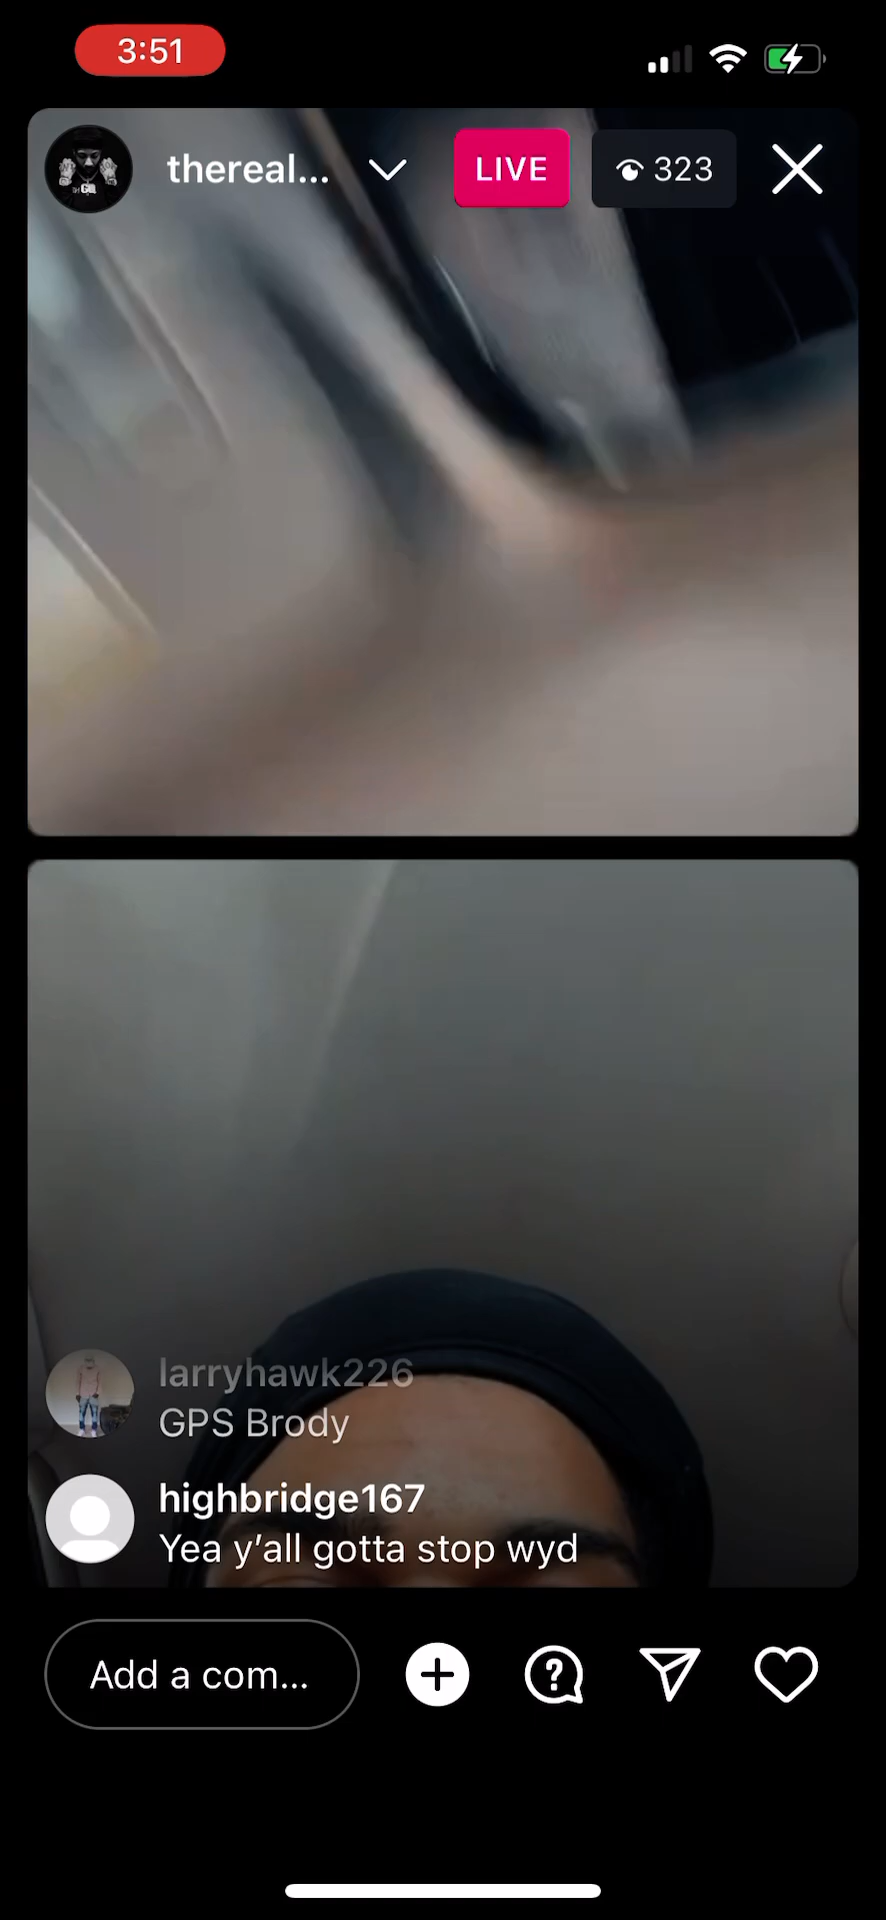 3:51
thereal...
LIVE
323
larryhawk226
GPS Brody
highbridge167
Yea y’all gotta stop wyd
Add a com...